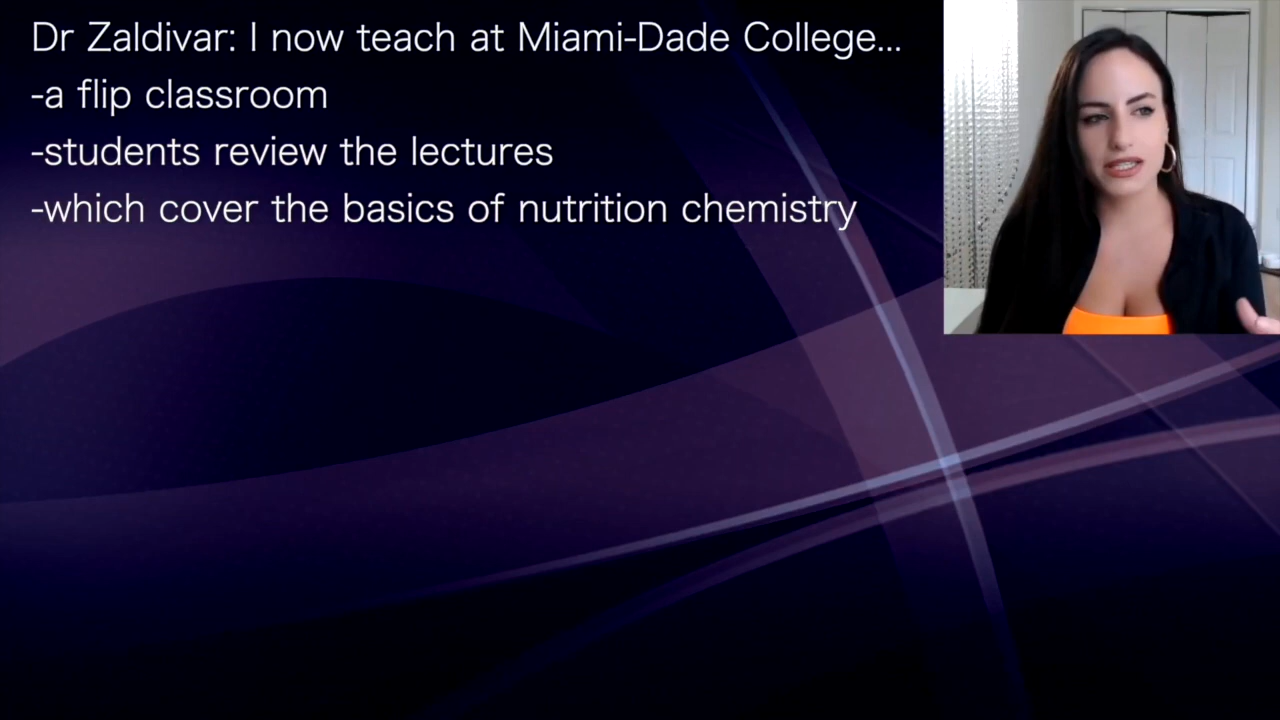 Dr Zaldivar: I now teach at Miami-Dade College...
-a flip classroom
-students review the lectures
-which cover the basics of nutrition chemistry